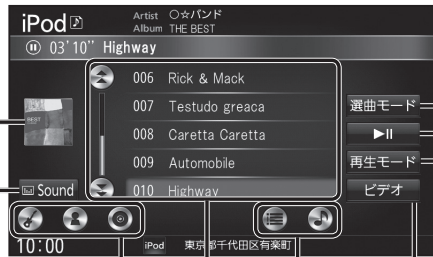 iPod
Artist ○☆バンド
Album THE BEST
03'10" Highway
006 Rick & Mack
007 Testudo greaca
008 Caretta Caretta
009 Automobile
010 Highway
BEST
Sound
選曲モード
▶II
再生モード
ビデオ
10:00
iPod
東京都千代田区有楽町